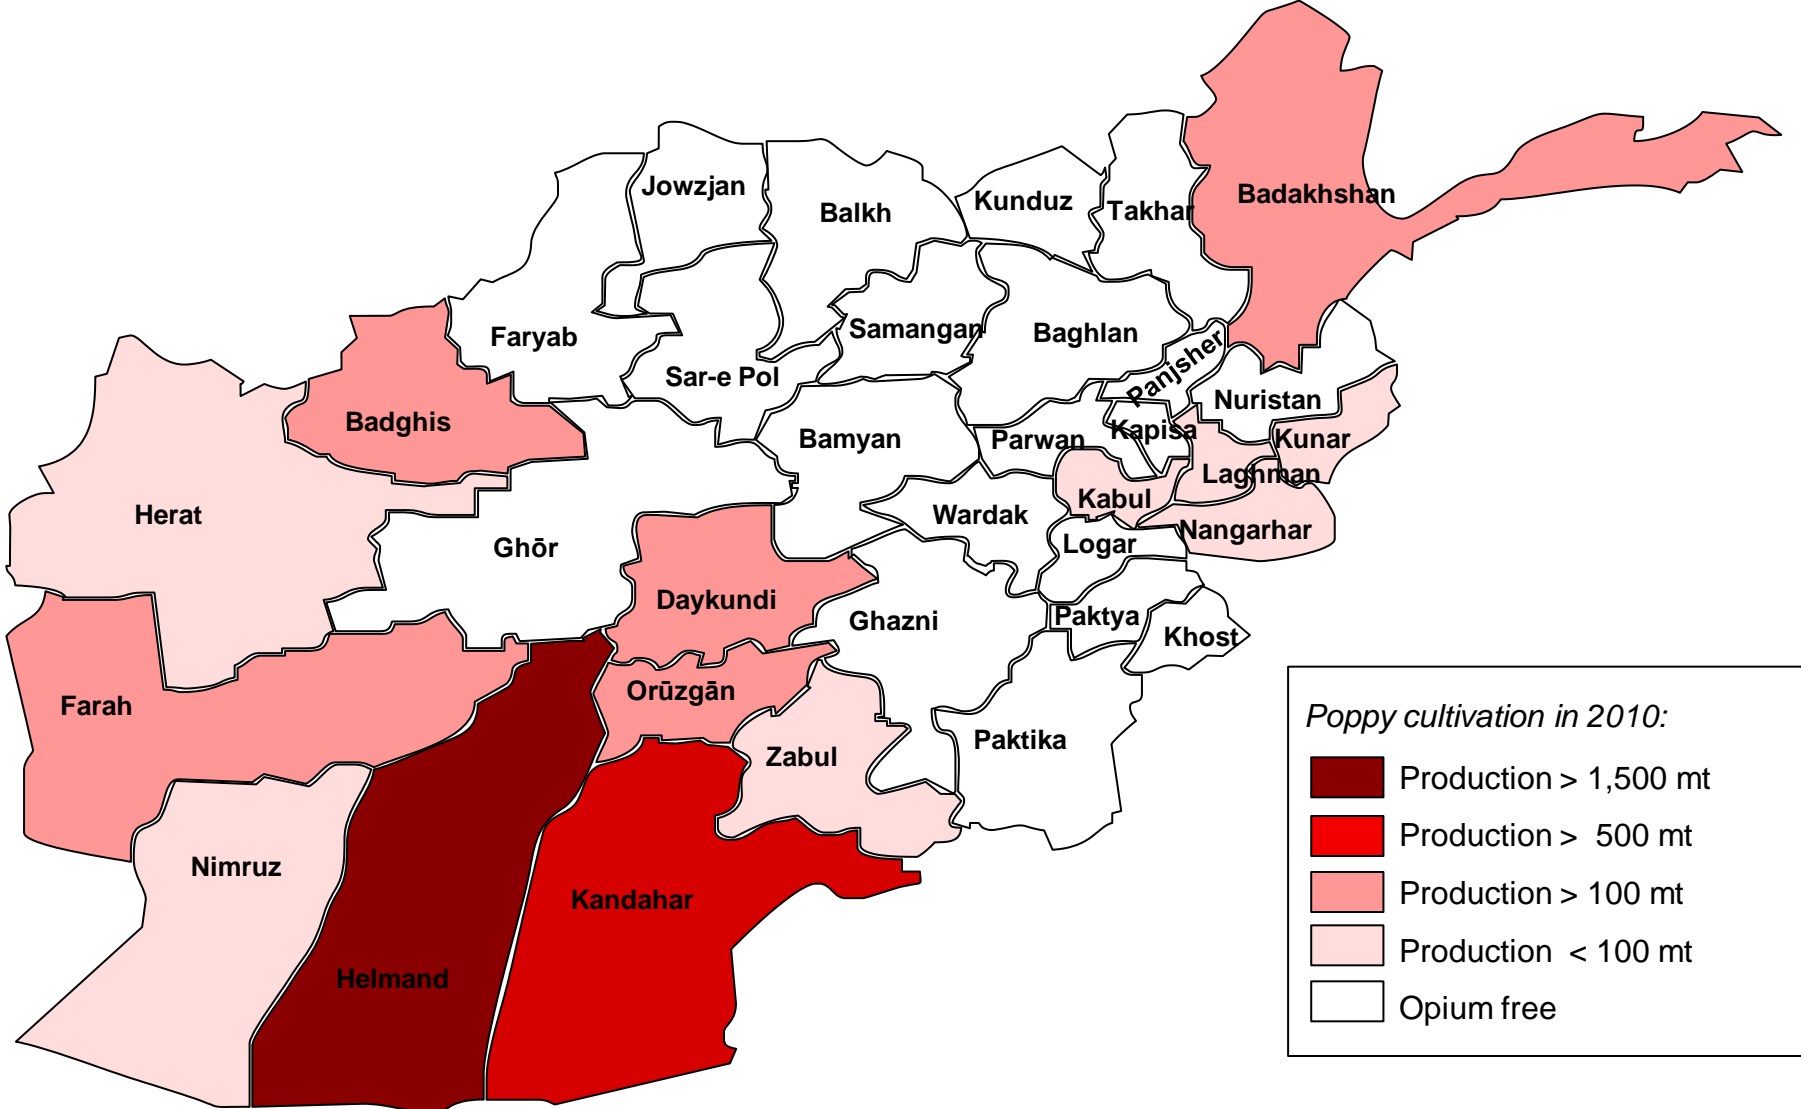 Jowzjan
Balkh
Kunduz
Takhar
Badakhshan
Faryab
Samangan
Baghlan
Panjsher
Sar-e Pol
Nuristan
Badghis
Bamyan
Parwan
Kapisa
Kunar
Laghman
Herat
Kabul
Wardak
Nangarhar
Ghōr
Logar
Daykundi
Ghazni
Paktya
Khost
Farah
Orūzgān
Zabul
Paktika
Nimruz
Kandahar
Helmand
Poppy cultivation in 2010:
Production > 1,500 mt
Production > 500 mt
Production > 100 mt
Production < 100 mt
Opium free